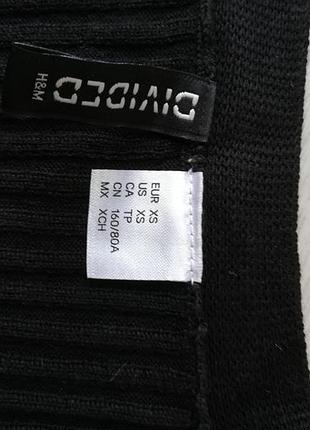 DIVIDED
H&M
EUR XS
US XS
CA TP
CN 160/80A
MX XCH